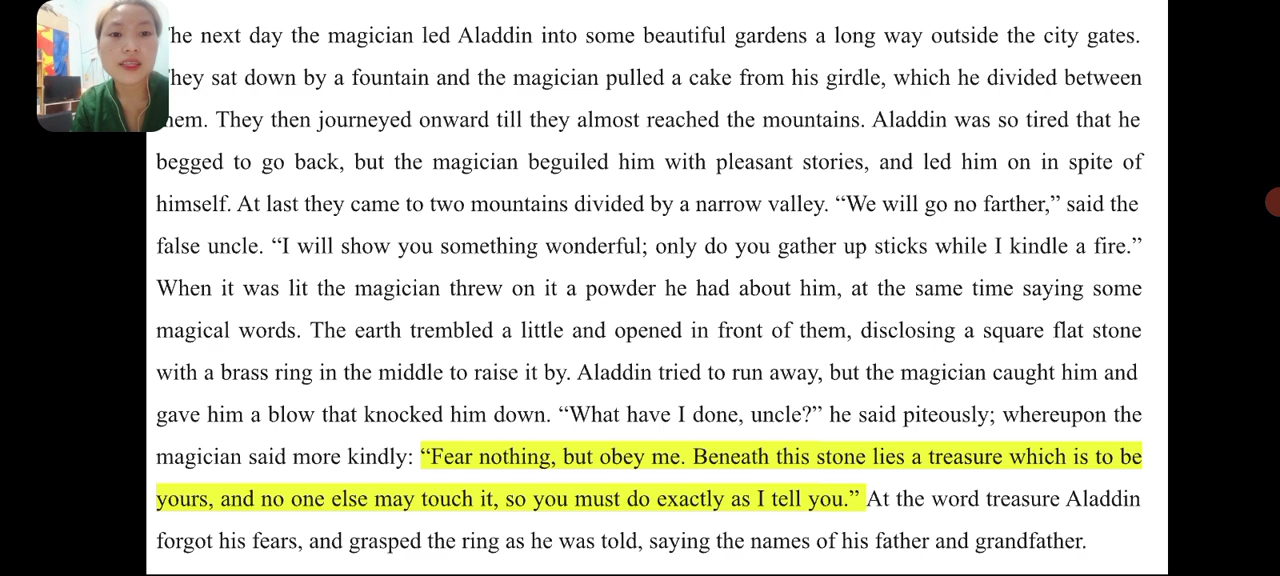 he next day the magician led Aladdin into some beautiful gardens a long way outside the city gates.
hey sat down by a fountain and the magician pulled a cake from his girdle, which he divided between
em. They then journeyed onward till they almost reached the mountains. Aladdin was so tired that he
begged to go back, but the magician beguiled him with pleasant stories, and led him on in spite of
himself. At last they came to two mountains divided by a narrow valley. “We will go no farther,” said the
false uncle. “I will show you something wonderful; only do you gather up sticks while I kindle a fire.”
When it was lit the magician threw on it a powder he had about him, at the same time saying some
magical words. The earth trembled a little and opened in front of them, disclosing a square flat stone
with a brass ring in the middle to raise it by. Aladdin tried to run away, but the magician caught him and
gave him a blow that knocked him down. “What have I done, uncle?” he said piteously; whereupon the
magician said more kindly: “Fear nothing, but obey me. Beneath this stone lies a treasure which is to be
yours, and no one else may touch it, so you must do exactly as I tell you.” At the word treasure Aladdin
forgot his fears, and grasped the ring as he was told, saying the names of his father and grandfather.